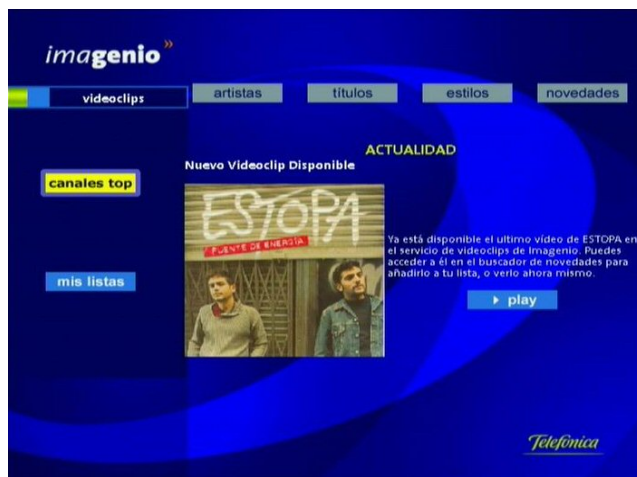 imagenio»
videoclips
artistas
títulos
estilos
novedades
ACTUALIDAD
Nuevo Videoclip Disponible
canales top
ESTOPA
FUENTE DE ENERGÍA
Ya está disponible el ultimo vídeo de ESTOPA en
el servicio de videoclips de Imagenio. Puedes
acceder a él en el buscador de novedades para
añadirlo a tu lista, o verlo ahora mismo.
mis listas
play
Telefónica